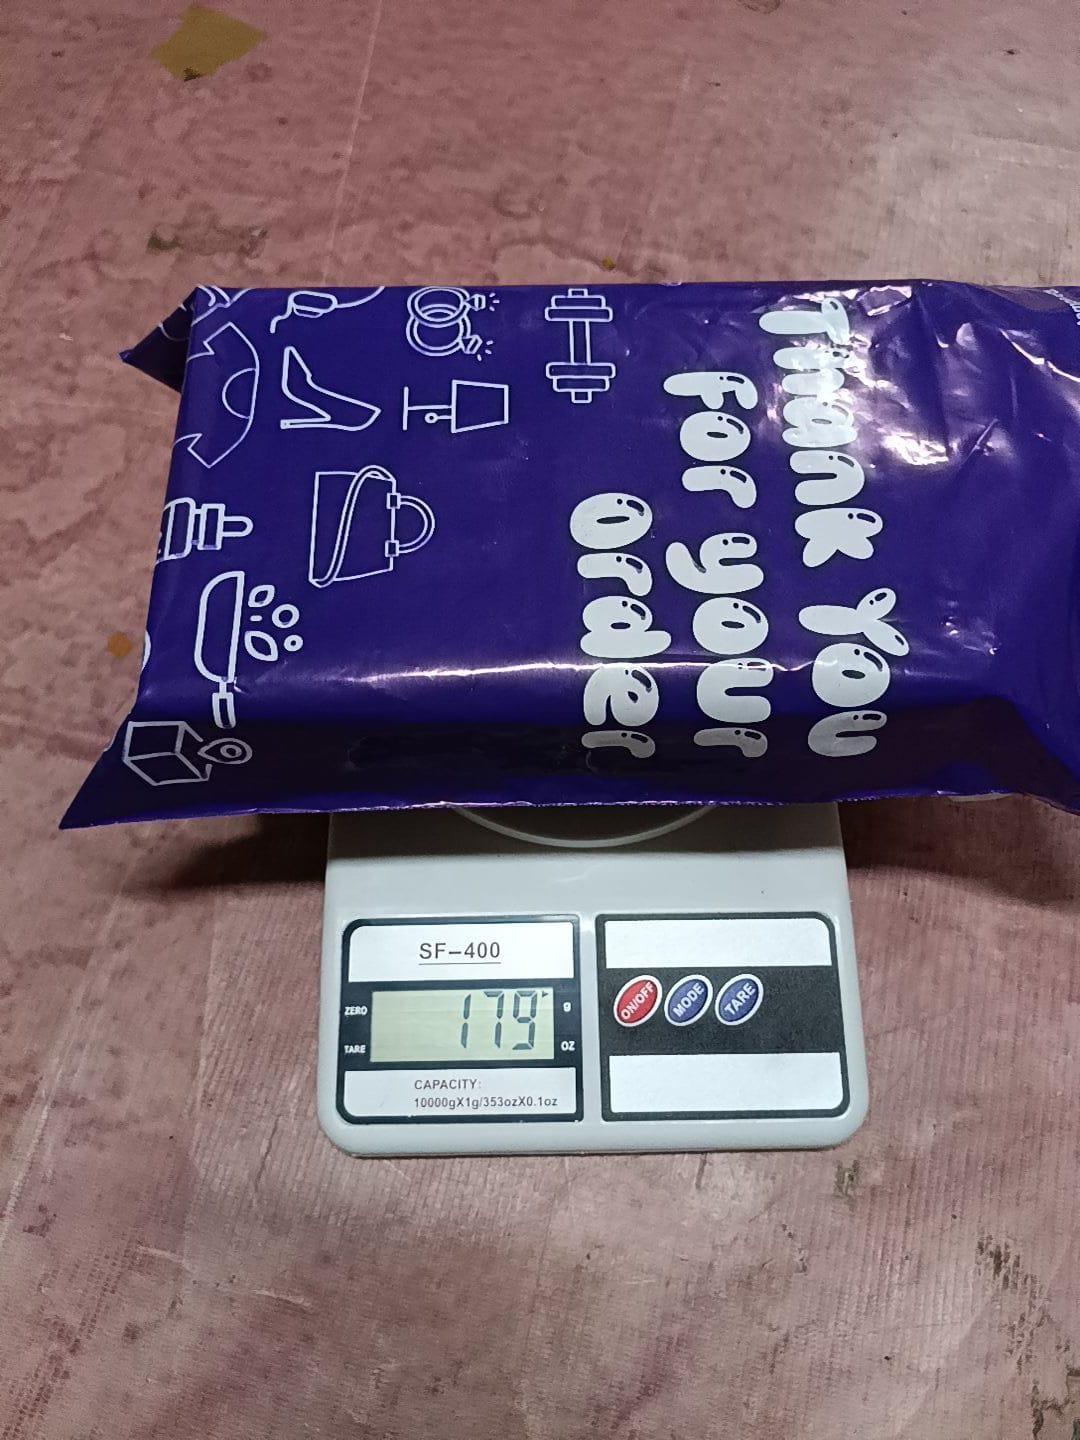 Thank You
For your
Order
SF-400
ZERO
TARE
179
g
OZ
CAPACITY:
10000gX1g/353ozX0.1oz
ON/OFF
MODE
TARE